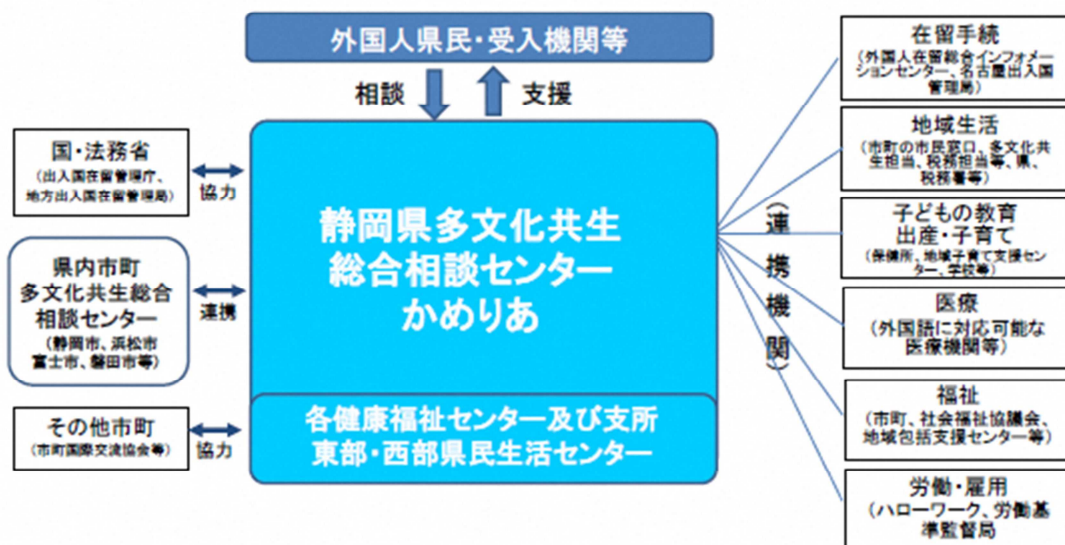 外国人県民・受入機関等
相談
支援
国・法務省
(出入国在留管理庁、
地方出入国在留管理局)
協力
県内市町
多文化共生総合
相談センター
(静岡市、浜松市
富士市、磐田市等)
連携
その他市町
(市町国際交流協会等)
協力
静岡県多文化共生
総合相談センター
かめりあ
各健康福祉センター及び支所
東部・西部県民生活センター
(連携機関)
在留手続
(外国人在留総合インフォメー
ションセンター、名古屋出入国
管理局)
地域生活
(市町の市民窓口、多文化共
生担当、税務担当等、県、
税務署等)
子どもの教育
出産・子育て
(保健所、地域子育て支援セン
ター、学校等)
医療
(外国語に対応可能な
医療機関等)
福祉
(市町、社会福祉協議会、
地域包括支援センター等)
労働・雇用
(ハローワーク、労働基
準監督局